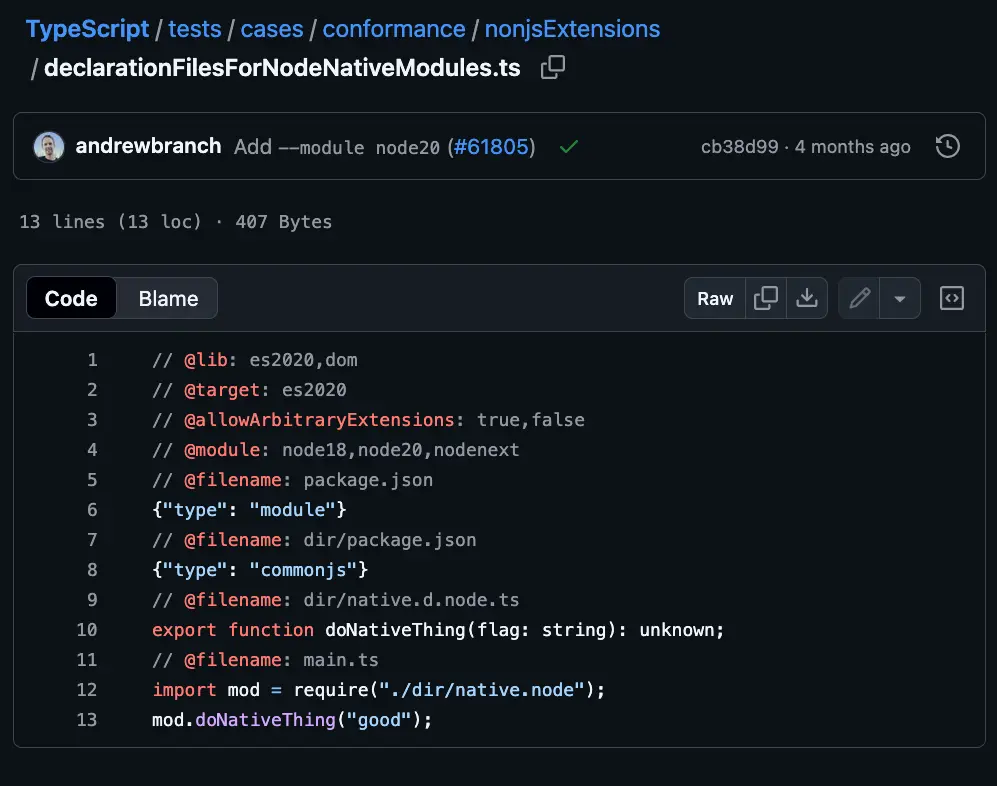 TypeScript / tests / cases / conformance / nonjsExtensions
/ declarationFilesForNodeNativeModules.ts
andrewbranch Add --module node20 (#61805) cb38d99 · 4 months ago
13 lines (13 loc) · 407 Bytes
Code Blame Raw
1 // @lib: es2020,dom
2 // @target: es2020
3 // @allowArbitraryExtensions: true,false
4 // @module: node18,node20,nodenext
5 // @filename: package.json
6 {"type": "module"}
7 // @filename: dir/package.json
8 {"type": "commonjs"}
9 // @filename: dir/native.d.node.ts
10 export function doNativeThing(flag: string): unknown;
11 // @filename: main.ts
12 import mod = require("./dir/native.node");
13 mod.doNativeThing("good");